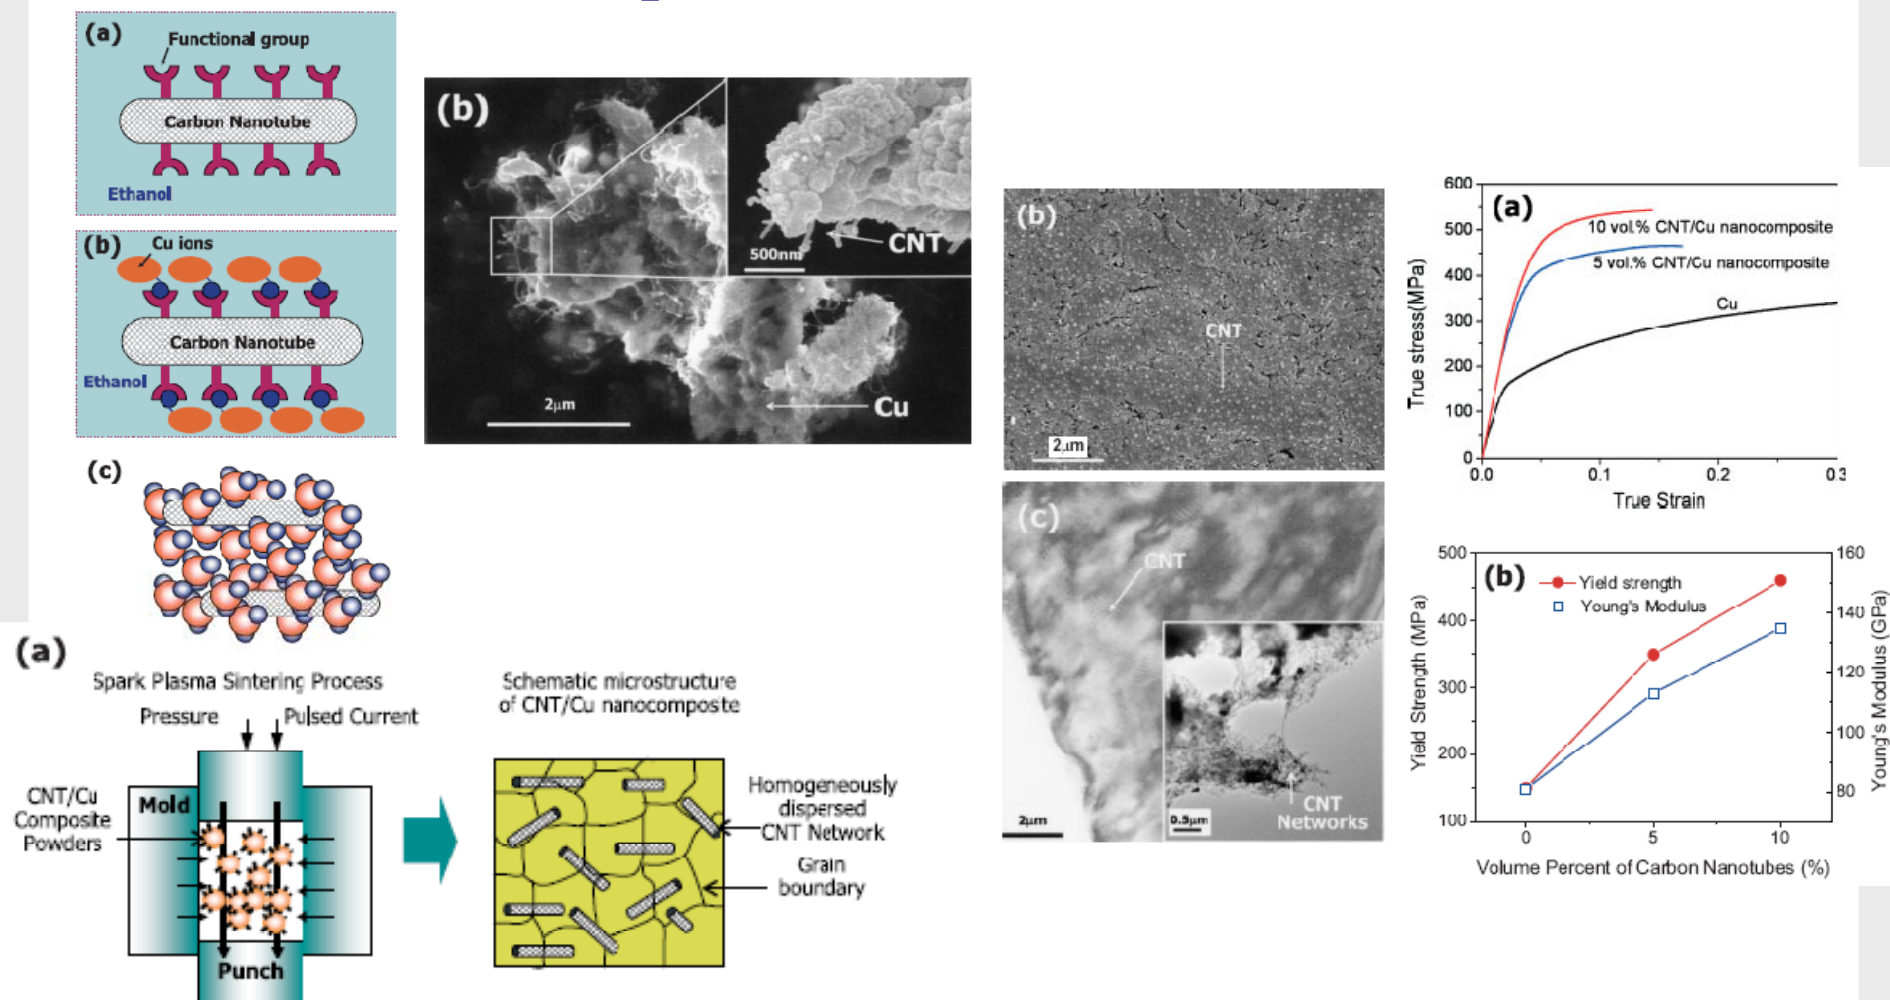 (a)
Functional group
Carbon Nanotube
Ethanol
(b)
Cu ions
Carbon Nanotube
Ethanol
(c)
(b)
CNT
500nm
2μm
Cu
(b)
CNT
2μm
(c)
CNT
2μm
0.5μm
CNT
Networks
(a)
600
500
400
300
200
100
0
True stress(MPa)
10 vol.% CNT/Cu nanocomposite
5 vol.% CNT/Cu nanocomposite
Cu
0.0 0.1 0.2 0.3
True Strain
(b)
Yield strength
Young's Modulus
500
400
300
200
100
Yield Strength (MPa)
160
140
120
100
80
Young's Modulus (GPa)
0 5 10
Volume Percent of Carbon Nanotubes (%)
(a)
Spark Plasma Sintering Process
Pressure
Pulsed Current
CNT/Cu
Composite
Powders
Mold
Punch
Schematic microstructure
of CNT/Cu nanocomposite
Homogeneously
dispersed
CNT Network
Grain
boundary